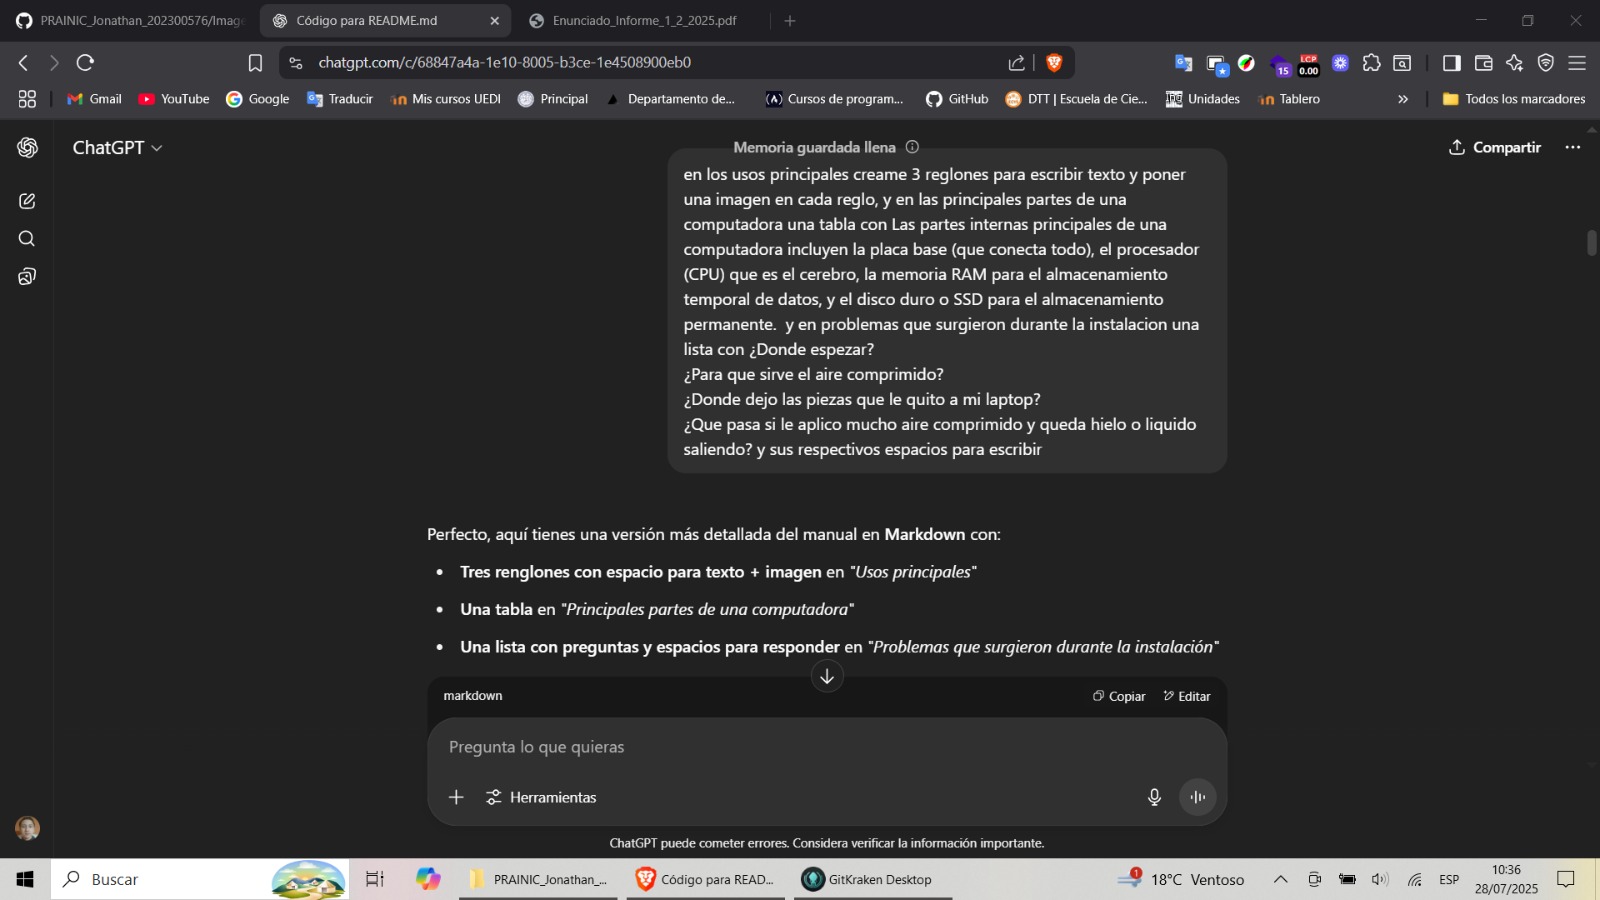 PRAINIC_Jonathan_202300576/Image
Código para README.md
Enunciado_Informe_1_2_2025.pdf
chatgpt.com/c/68847a4a-1e10-8005-b3ce-1e4508900eb0
15
LCP
0.00
Gmail
YouTube
Google
Traducir
Mis cursos UEDI
Principal
Departamento de...
Cursos de program...
GitHub
DTT | Escuela de Cie...
Unidades
Tablero
»
Todos los marcadores
ChatGPT
Memoria guardada llena
Compartir
en los usos principales creame 3 reglones para escribir texto y poner
una imagen en cada reglo, y en las principales partes de una
computadora una tabla con Las partes internas principales de una
computadora incluyen la placa base (que conecta todo), el procesador
(CPU) que es el cerebro, la memoria RAM para el almacenamiento
temporal de datos, y el disco duro o SSD para el almacenamiento
permanente.  y en problemas que surgieron durante la instalacion una
lista con ¿Donde espezar?
¿Para que sirve el aire comprimido?
¿Donde dejo las piezas que le quito a mi laptop?
¿Que pasa si le aplico mucho aire comprimido y queda hielo o liquido
saliendo? y sus respectivos espacios para escribir
Perfecto, aquí tienes una versión más detallada del manual en Markdown con:
• Tres renglones con espacio para texto + imagen en "Usos principales"
• Una tabla en "Principales partes de una computadora"
• Una lista con preguntas y espacios para responder en "Problemas que surgieron durante la instalación"
markdown
Copiar
Editar
Pregunta lo que quieras
Herramientas
ChatGPT puede cometer errores. Considera verificar la información importante.
Buscar
PRAINIC_Jonathan_...
Código para READ...
GitKraken Desktop
1
18°C Ventoso
ESP
10:36
28/07/2025